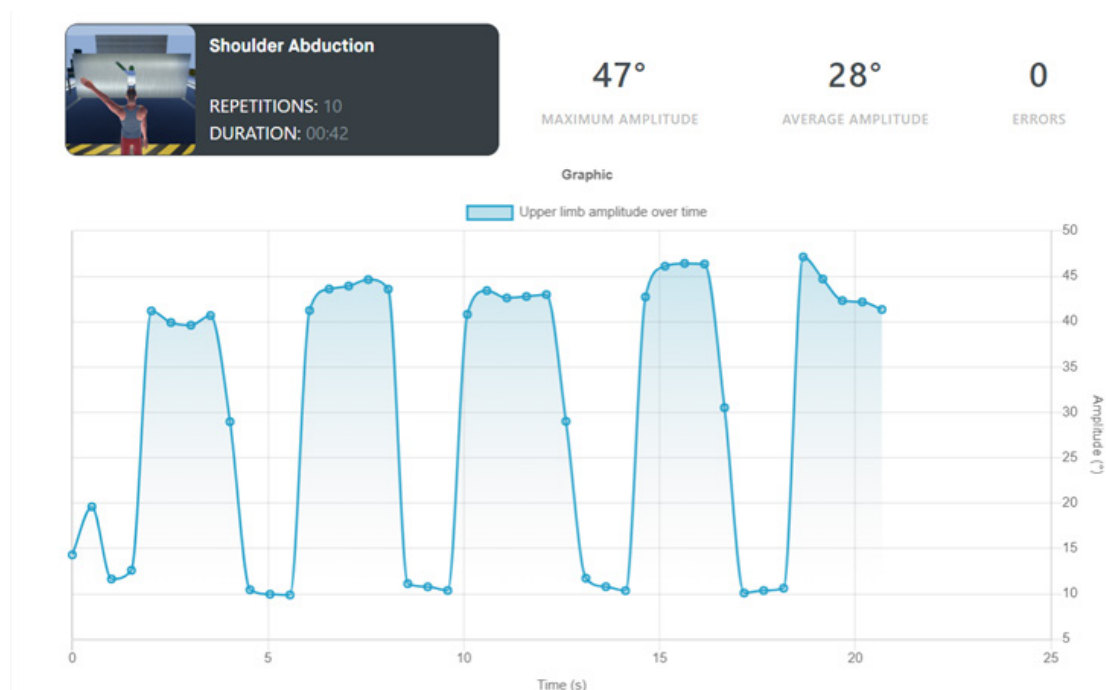 Shoulder Abduction
REPETITIONS: 10
DURATION: 00:42
47°
MAXIMUM AMPLITUDE
28°
AVERAGE AMPLITUDE
0
ERRORS
Graphic
Upper limb amplitude over time
50
45
40
35
30
25
20
15
10
5
Amplitude (°)
0 5 10 15 20 25
Time (s)